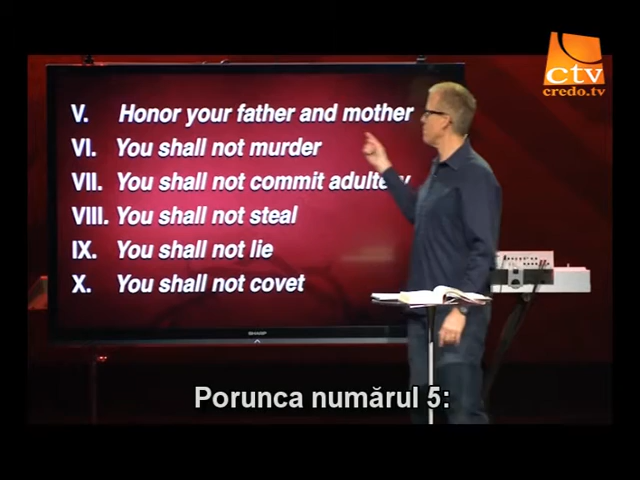 ctv
credo.tv
V. Honor your father and mother
VI. You shall not murder
VII. You shall not commit adultery
VIII. You shall not steal
IX. You shall not lie
X. You shall not covet
SHARP
Porunca numărul 5: